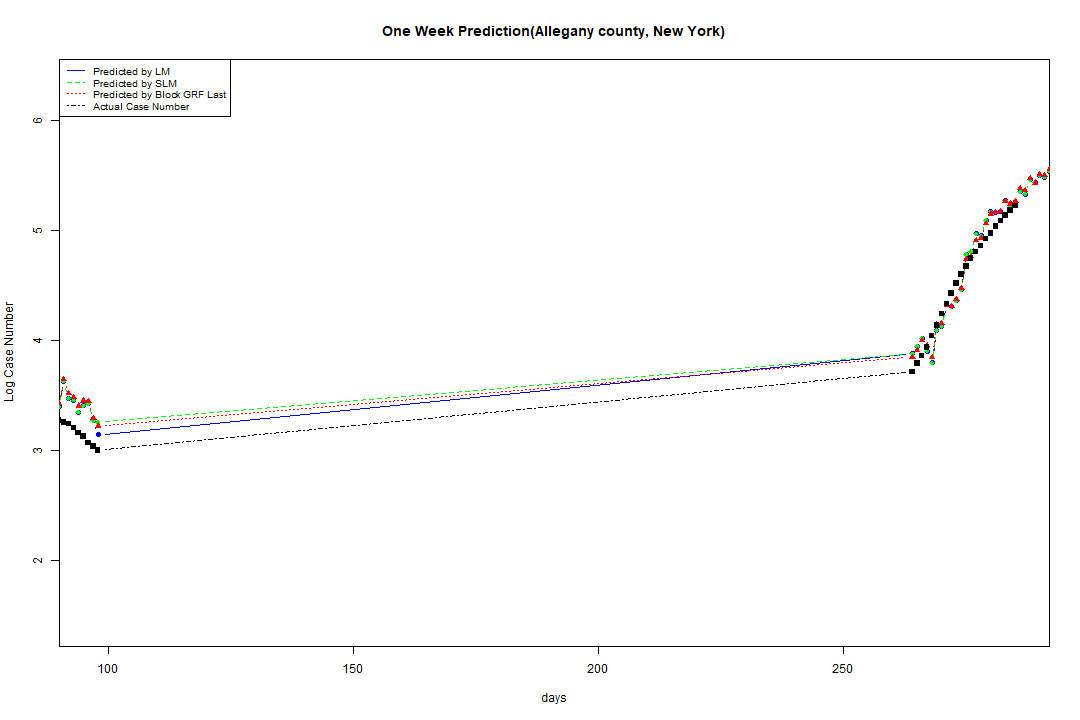 One Week Prediction(Allegany county, New York)
Predicted by LM
Predicted by SLM
Predicted by Block GRF Last
Actual Case Number
6
5
4
3
2
Log Case Number
100
150
200
250
days